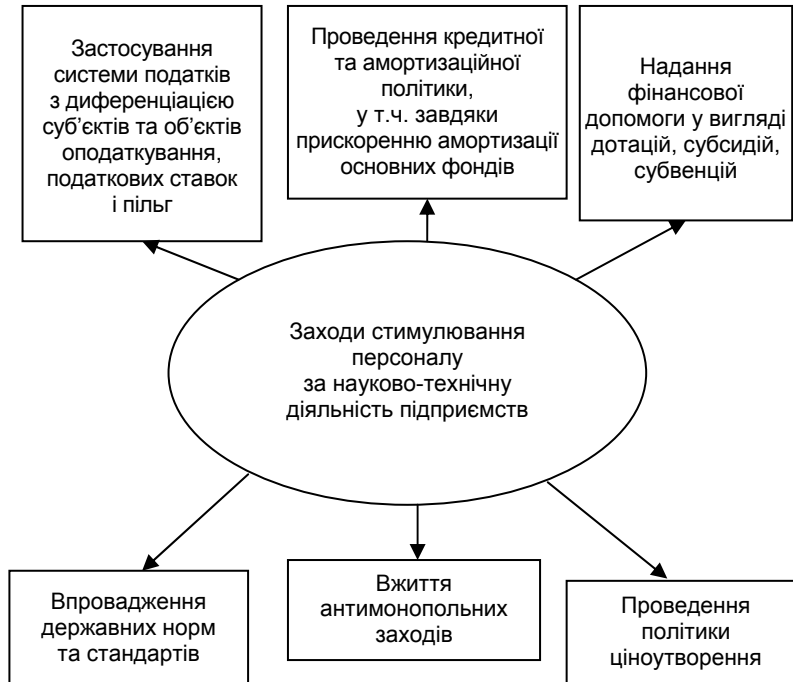 Застосування
системи податків
з диференціацією
суб’єктів та об’єктів
оподаткування,
податкових ставок
і пільг
Проведення кредитної
та амортизаційної
політики,
у т.ч. завдяки
прискоренню амортизації
основних фондів
Надання
фінансової
допомоги у вигляді
дотацій, субсидій,
субвенцій
Заходи стимулювання
персоналу
за науково-технічну
діяльність підприємств
Впровадження
державних норм
та стандартів
Вжиття
антимонопольних
заходів
Проведення
політики
ціноутворення